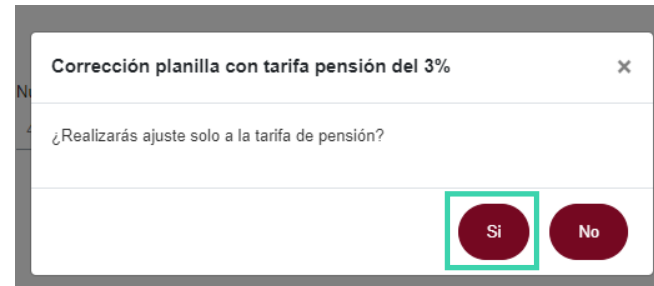 Corrección planilla con tarifa pensión del 3%
×
¿Realizarás ajuste solo a la tarifa de pensión?
Si
No